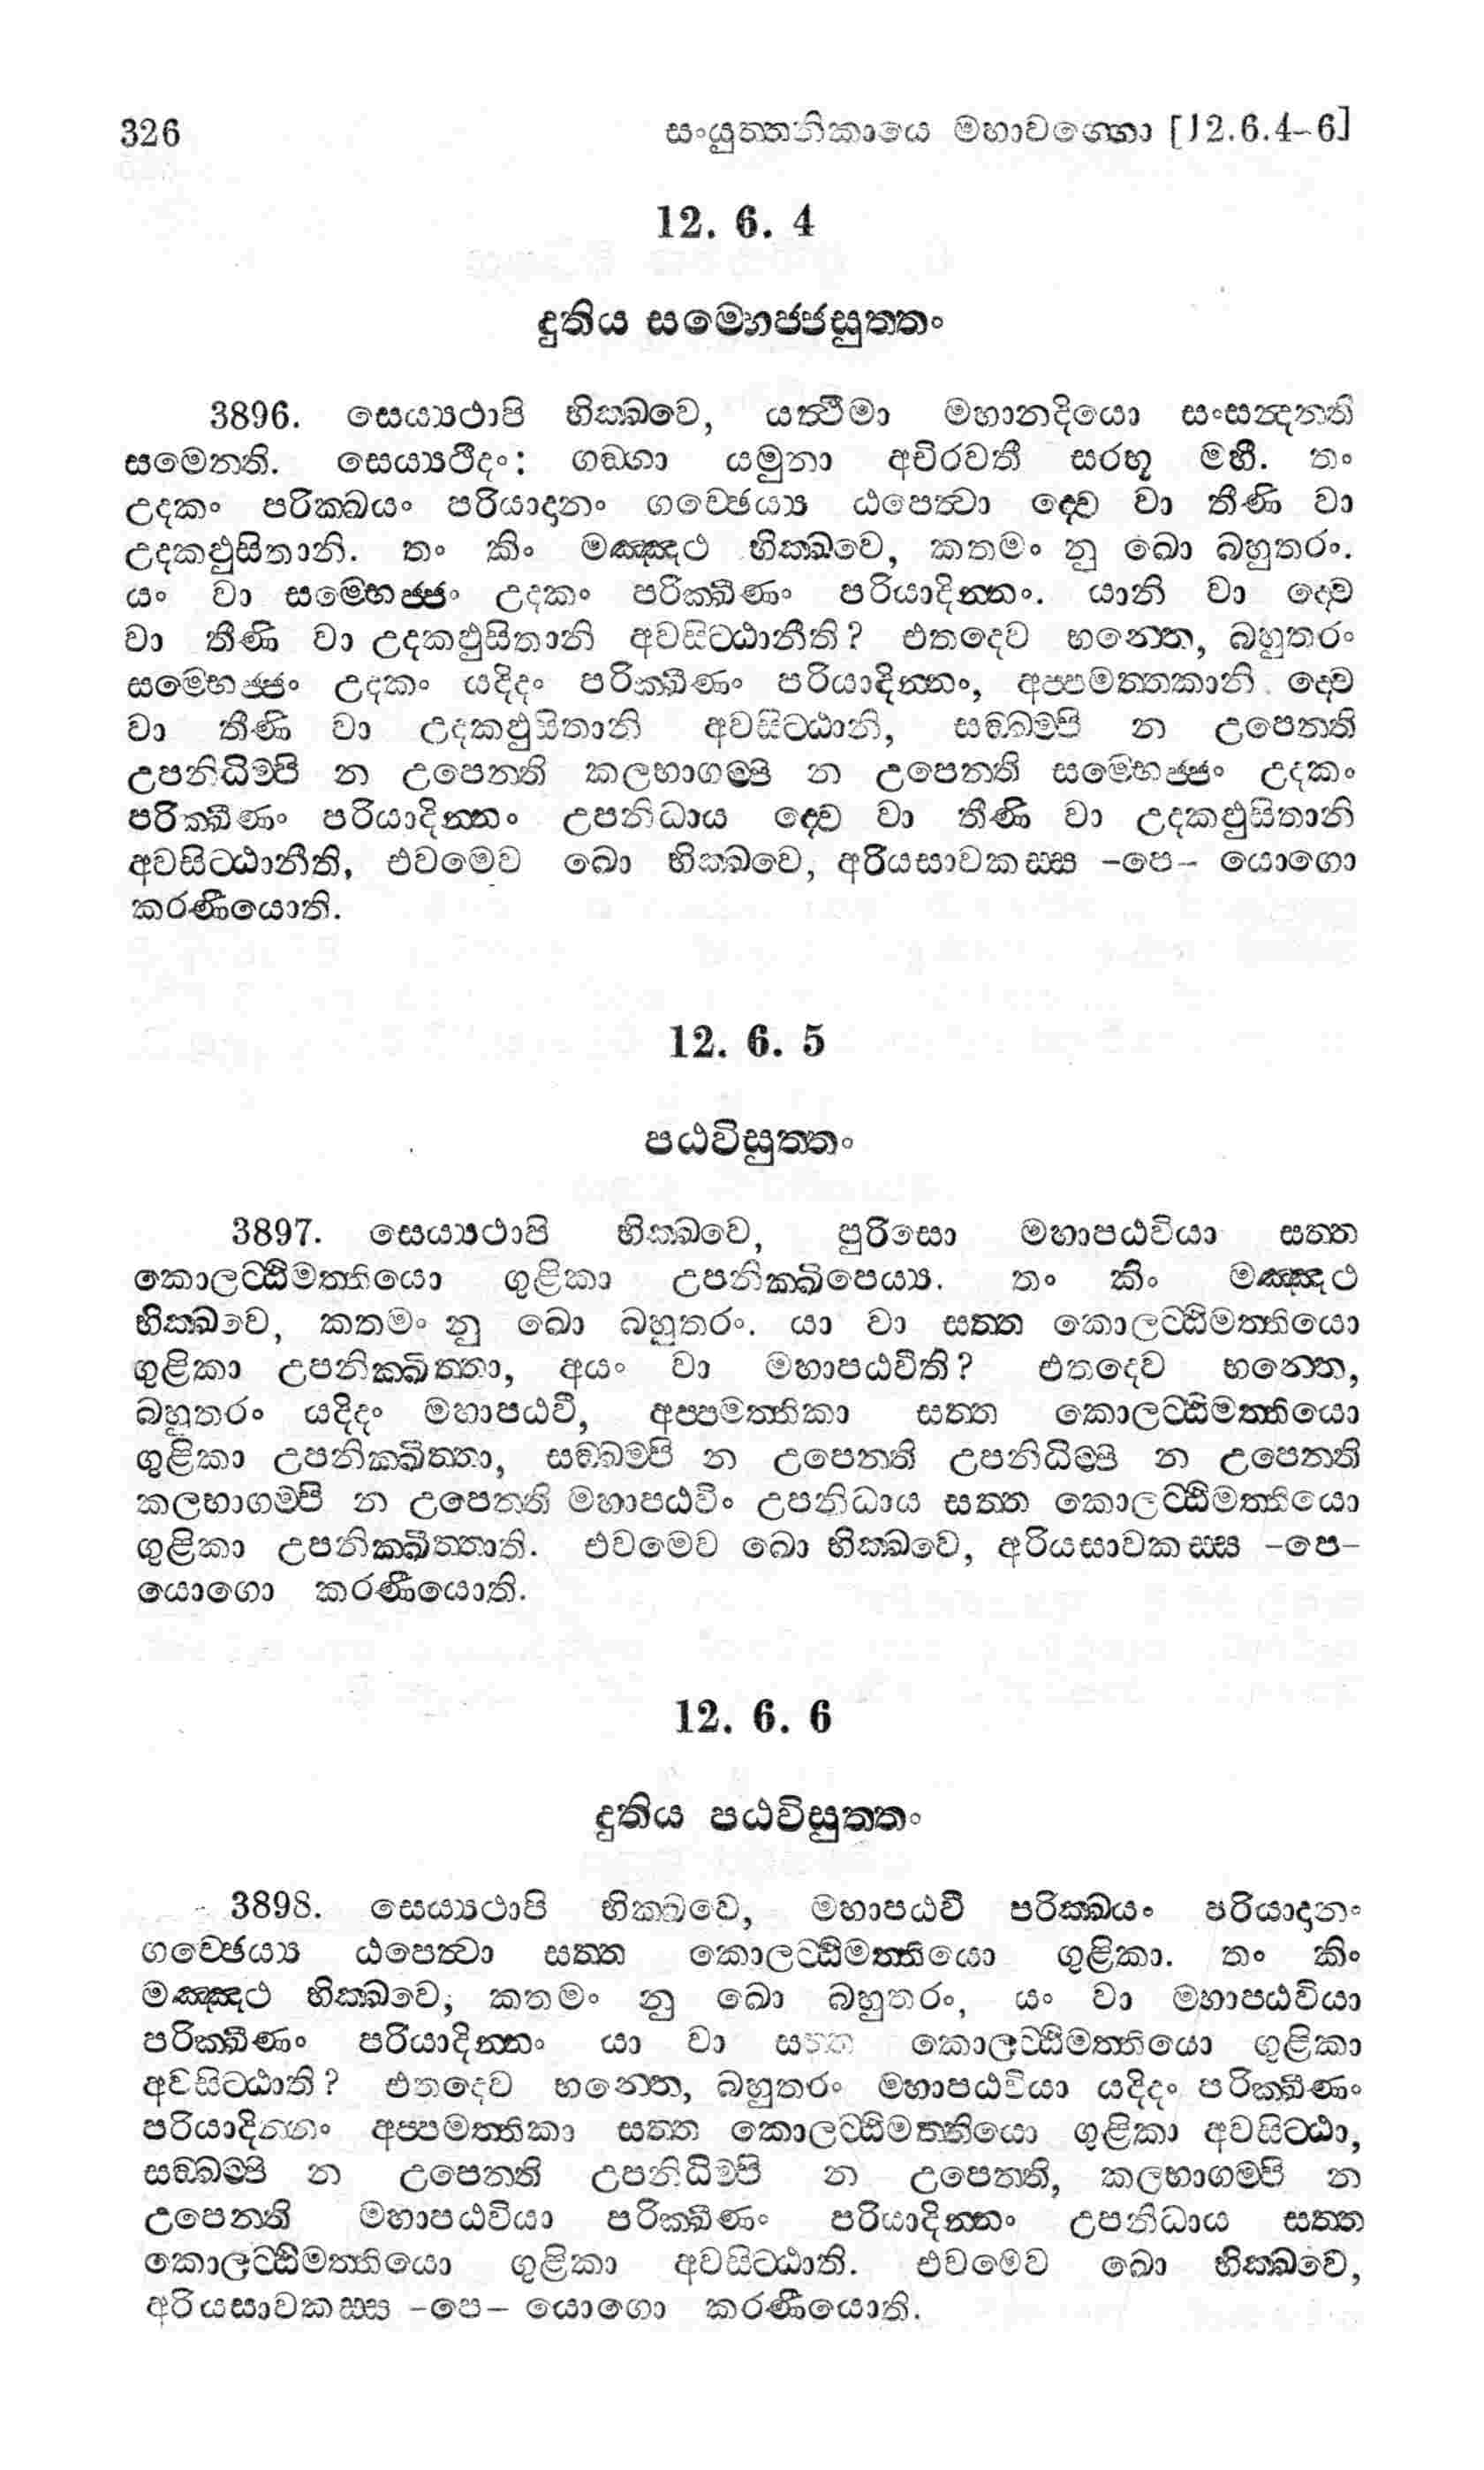 326 සංයුත්තනිකායෙ මහාවග්ගො [12.6.4-6]
12. 6. 4
දුතිය සම්භෙජ්ජසුත්තං
3896. සෙය්‍යථාපි භික්ඛවෙ, යත්ථිමා මහානදියො සංසන්දන්ති
සමෙන්ති. සෙය්‍යථිදං: ගඞ්ගා යමුනා අචිරවතී සරභූ මහී. තං
උදකං පරික්ඛයං පරියාදානං ගච්ඡෙය්‍ය ඨපෙත්වා ද්වෙ වා තීණි වා
උදකඵුසිතානි. තං කිං මඤ්ඤථ භික්ඛවෙ, කතමං නු ඛො බහුතරං.
යං වා සම්භෙජ්ජං උදකං පරික්ඛීණං පරියාදින්නං. යානි වා ද්වෙ
වා තීණි වා උදකඵුසිතානි අවසිට්ඨානීති? එතදෙව භන්තෙ, බහුතරං
සම්භෙජ්ජං උදකං යදිදං පරික්ඛීණං පරියාදින්නං, අප්පමත්තකානි ද්වෙ
වා තීණි වා උදකඵුසිතානි අවසිට්ඨානි, සඞ්ඛම්පි න උපෙන්ති
උපනිධිම්පි න උපෙන්ති කලභාගම්පි න උපෙන්ති සම්භෙජ්ජං උදකං
පරික්ඛීණං පරියාදින්නං උපනිධාය ද්වෙ වා තීණි වා උදකඵුසිතානි
අවසිට්ඨානීති, එවමෙව ඛො භික්ඛවෙ, අරියසාවකස්ස -පෙ- යොගො
කරණීයොති.
12. 6. 5
පඨවිසුත්තං
3897. සෙය්‍යථාපි භික්ඛවෙ, පුරිසො මහාපඨවියා සත්ත
කොලට්ඨිමත්තියො ගුළිකා උපනික්ඛිපෙය්‍ය. තං කිං මඤ්ඤථ
භික්ඛවෙ, කතමං නු ඛො බහුතරං. යා වා සත්ත කොලට්ඨිමත්තියො
ගුළිකා උපනික්ඛිත්තා, අයං වා මහාපඨවීති? එතදෙව භන්තෙ,
බහුතරං යදිදං මහාපඨවී, අප්පමත්තිකා සත්ත කොලට්ඨිමත්තියො
ගුළිකා උපනික්ඛිත්තා, සඞ්ඛම්පි න උපෙන්ති උපනිධිම්පි න උපෙන්ති
කලභාගම්පි න උපෙන්ති මහාපඨවිං උපනිධාය සත්ත කොලට්ඨිමත්තියො
ගුළිකා උපනික්ඛිත්තාති. එවමෙව ඛො භික්ඛවෙ, අරියසාවකස්ස -පෙ-
යොගො කරණීයොති.
12. 6. 6
දුතිය පඨවිසුත්තං
3898. සෙය්‍යථාපි භික්ඛවෙ, මහාපඨවී පරික්ඛයං පරියාදානං
ගච්ඡෙය්‍ය ඨපෙත්වා සත්ත කොලට්ඨිමත්තියො ගුළිකා. තං කිං
මඤ්ඤථ භික්ඛවෙ, කතමං නු ඛො බහුතරං, යං වා මහාපඨවියා
පරික්ඛීණං පරියාදින්නං යා වා සත්ත කොලට්ඨිමත්තියො ගුළිකා
අවසිට්ඨාති? එතදෙව භන්තෙ, බහුතරං මහාපඨවියා යදිදං පරික්ඛීණං
පරියාදින්නං අප්පමත්තිකා සත්ත කොලට්ඨිමත්තියො ගුළිකා අවසිට්ඨා,
සඞ්ඛම්පි න උපෙන්ති උපනිධිම්පි න උපෙන්ති, කලභාගම්පි න
උපෙන්ති මහාපඨවියා පරික්ඛීණං පරියාදින්නං උපනිධාය සත්ත
කොලට්ඨිමත්තියො ගුළිකා අවසිට්ඨාති. එවමෙව ඛො භික්ඛවෙ,
අරියසාවකස්ස -පෙ- යොගො කරණීයොති.